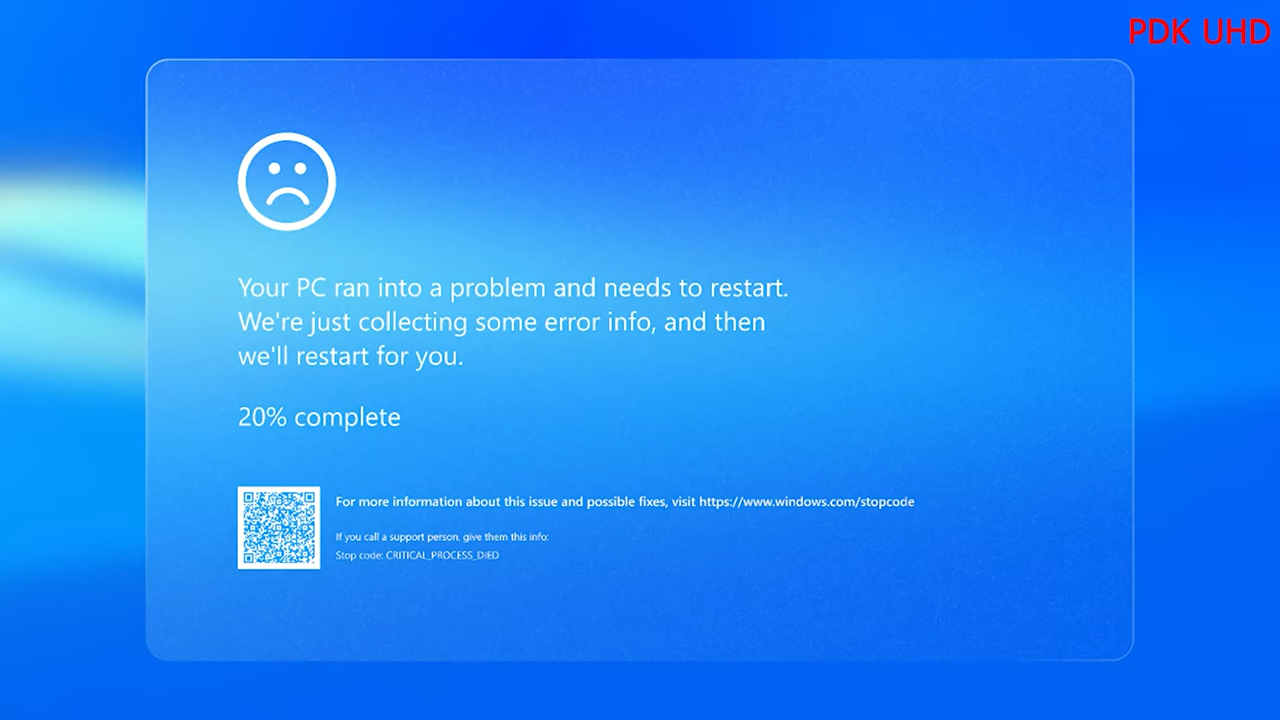 PDK UHD
Your PC ran into a problem and needs to restart.
We're just collecting some error info, and then
we'll restart for you.
20% complete
For more information about this issue and possible fixes, visit https://www.windows.com/stopcode
If you call a support person, give them this info:
Stop code: CRITICAL_PROCESS_DIED